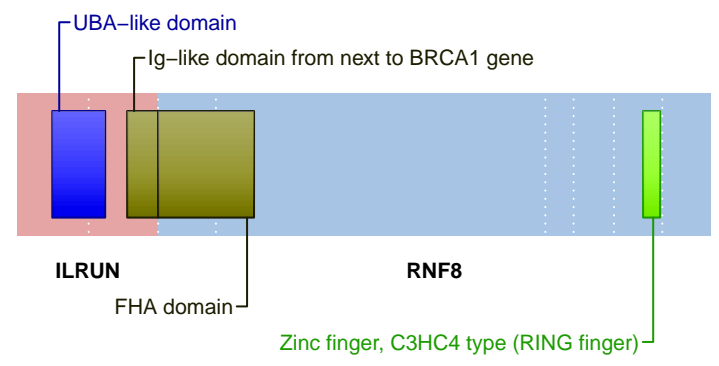 UBA−like domain
Ig−like domain from next to BRCA1 gene
ILRUN
RNF8
FHA domain
Zinc finger, C3HC4 type (RING finger)